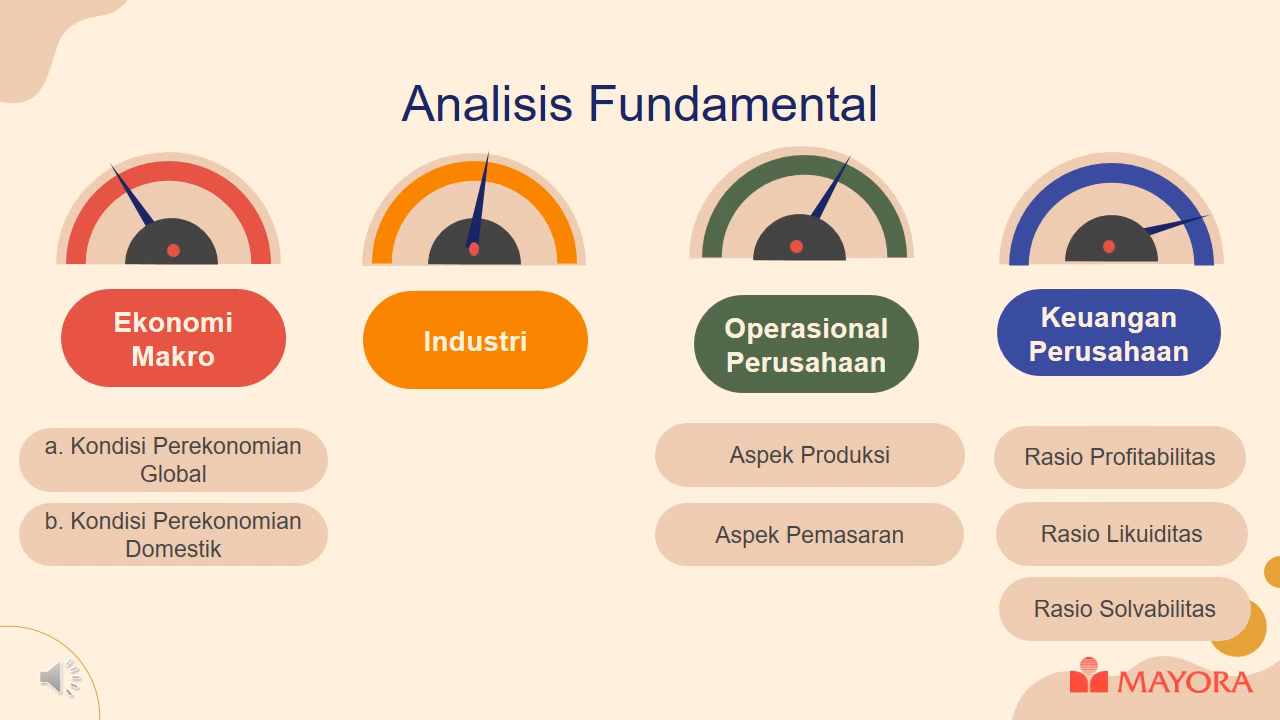 Analisis Fundamental
Ekonomi
Makro
a. Kondisi Perekonomian
Global
b. Kondisi Perekonomian
Domestik
Industri
Operasional
Perusahaan
Aspek Produksi
Aspek Pemasaran
Keuangan
Perusahaan
Rasio Profitabilitas
Rasio Likuiditas
Rasio Solvabilitas
MAYORA